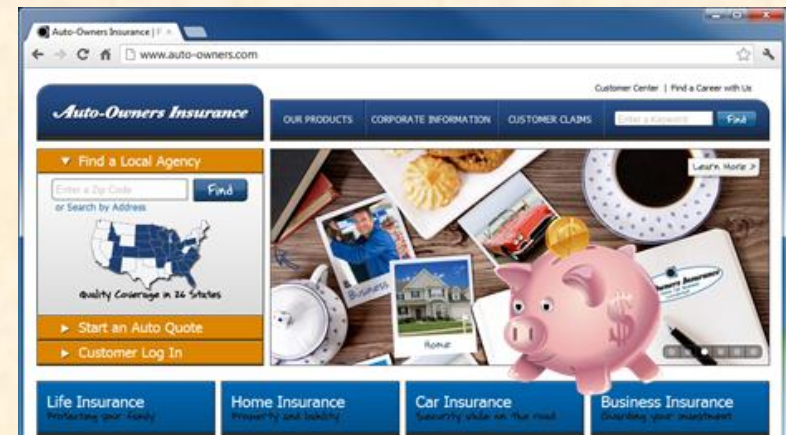 Auto-Owners Insurance | F
www.auto-owners.com
Customer Center | Find a Career with Us
Auto-Owners Insurance
OUR PRODUCTS
CORPORATE INFORMATION
CUSTOMER CLAIMS
Enter a Keyword
Find
Find a Local Agency
Enter a Zip Code
Find
or Search by Address
Quality Coverage in 26 States
Start an Auto Quote
Customer Log In
Learn More >
Business
Home
Owners Insurance
$
Life Insurance
Protecting your family
Home Insurance
Property and liability
Car Insurance
Security while on the road
Business Insurance
Guarding your investment